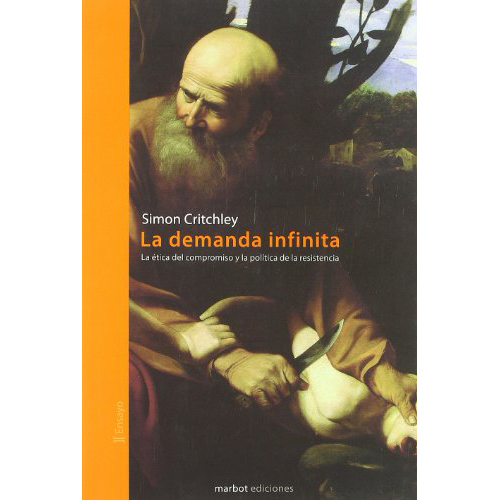 Simon Critchley
La demanda infinita
La ética del compromiso y la política de la resistencia
Ensayo
marbot ediciones